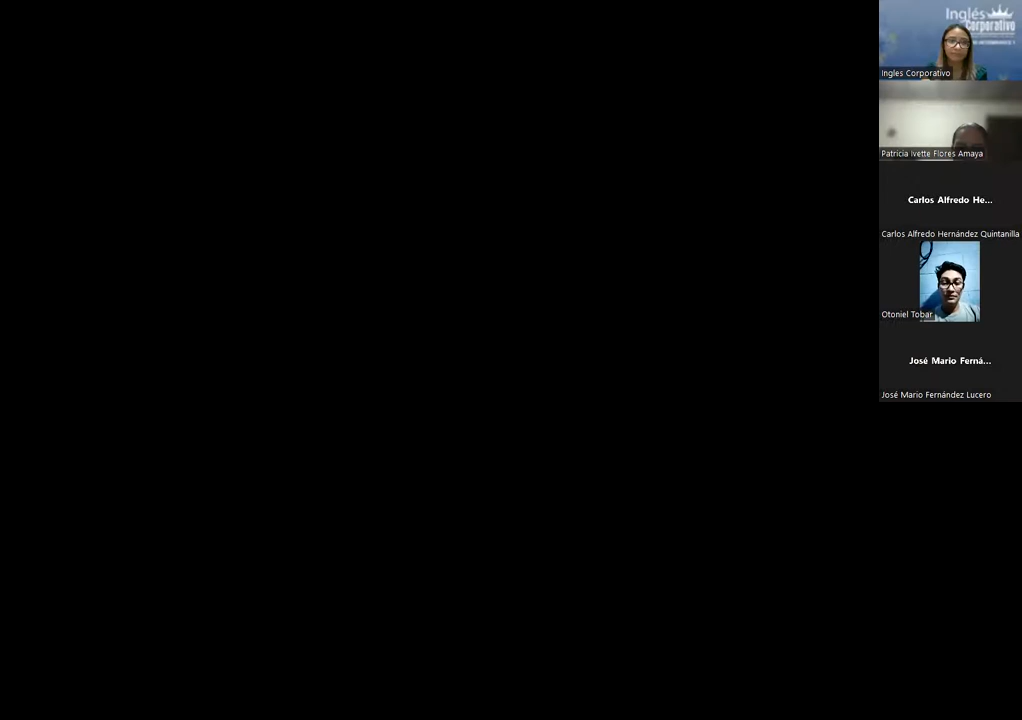 Inglés
Corporativo
Ingles Corporativo
Patricia Ivette Flores Amaya
Carlos Alfredo He...
Carlos Alfredo Hernández Quintanilla
Otoniel Tobar
José Mario Ferná...
José Mario Fernández Lucero